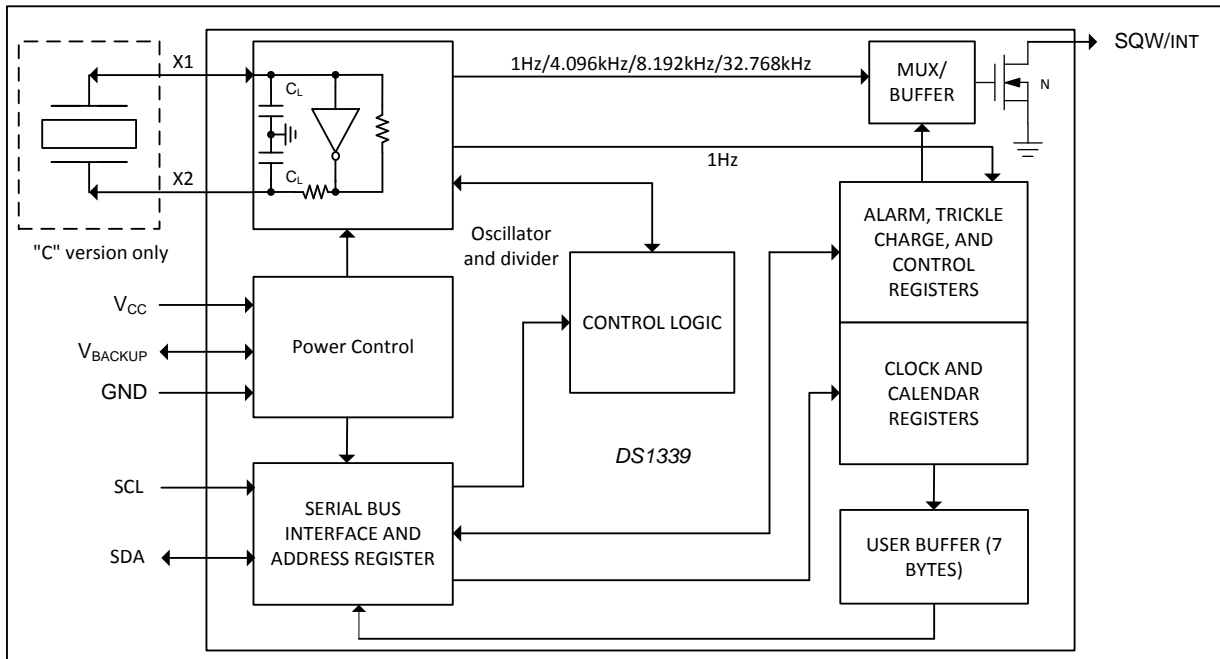 X1
X2
"C" version only
CL
CL
1Hz/4.096kHz/8.192kHz/32.768kHz
MUX/
BUFFER
N
SQW/INT
1Hz
Oscillator
and divider
ALARM, TRICKLE
CHARGE, AND
CONTROL
REGISTERS
VCC
VBACKUP
GND
Power Control
CONTROL LOGIC
CLOCK AND
CALENDAR
REGISTERS
DS1339
SCL
SDA
SERIAL BUS
INTERFACE AND
ADDRESS REGISTER
USER BUFFER (7
BYTES)